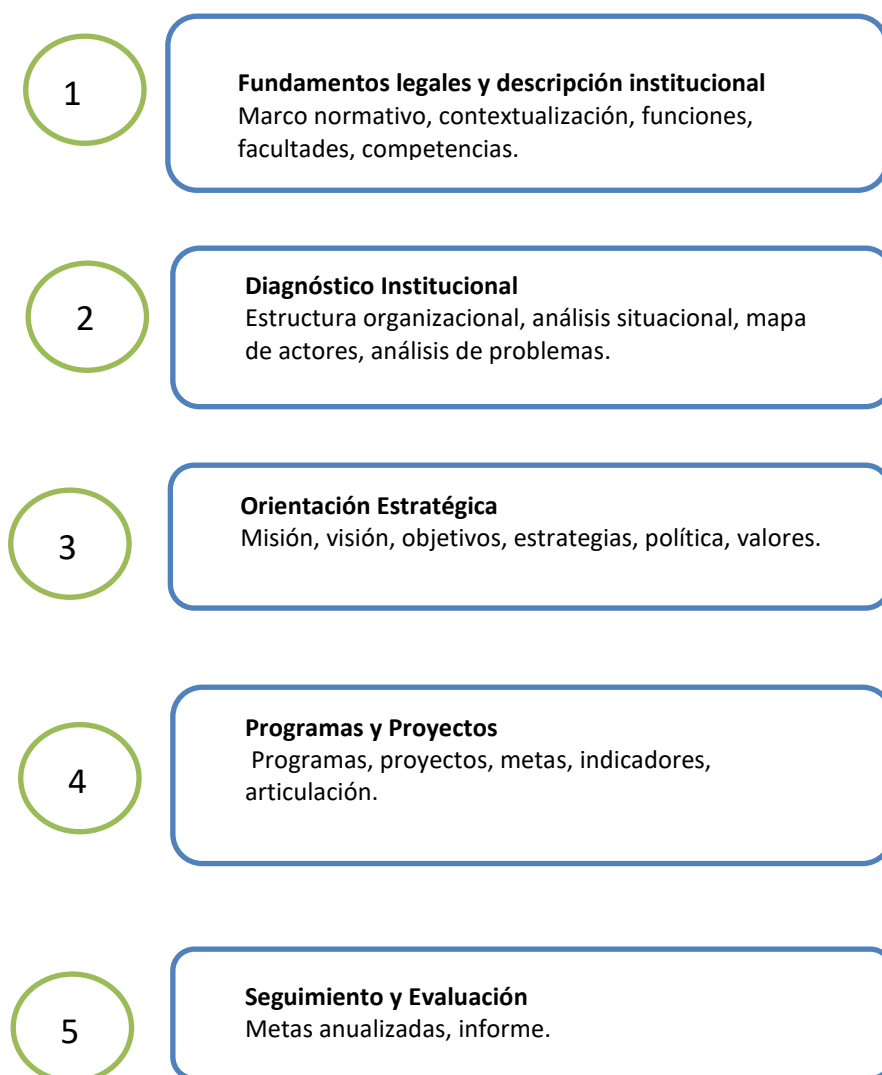 1
Fundamentos legales y descripción institucional
Marco normativo, contextualización, funciones,
facultades, competencias.
2
Diagnóstico Institucional
Estructura organizacional, análisis situacional, mapa
de actores, análisis de problemas.
3
Orientación Estratégica
Misión, visión, objetivos, estrategias, política, valores.
4
Programas y Proyectos
Programas, proyectos, metas, indicadores,
articulación.
5
Seguimiento y Evaluación
Metas anualizadas, informe.